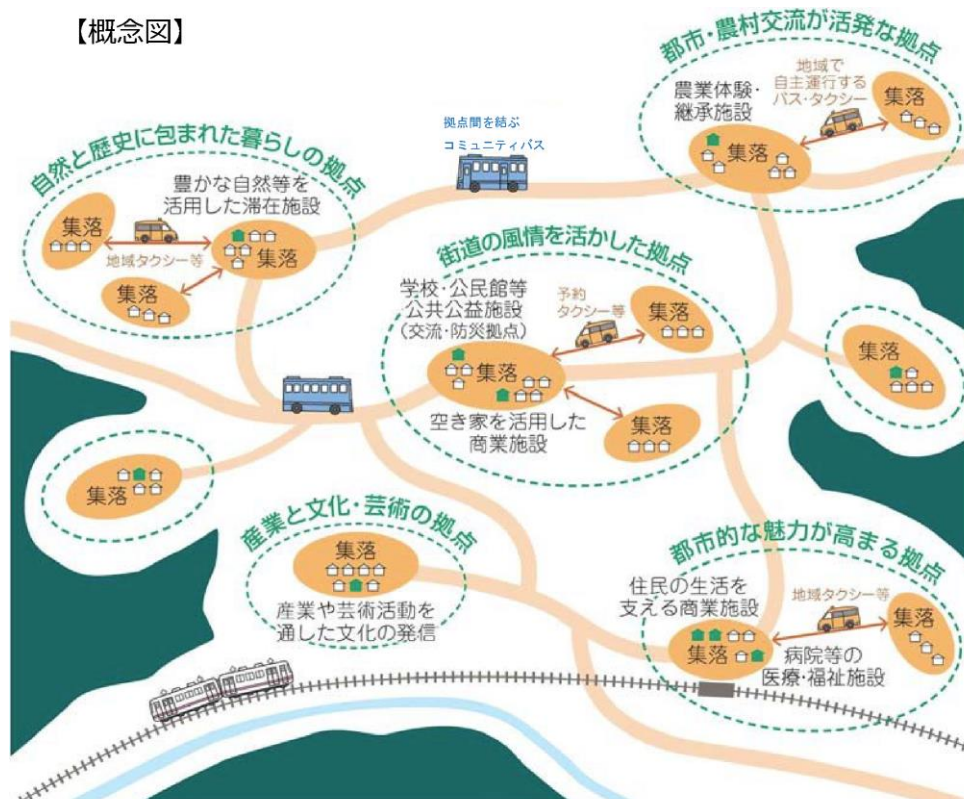 【概念図】
都市・農村交流が活発な拠点
地域で
自主運行する
バス・タクシー
農業体験・
継承施設
集落
集落
拠点間を結ぶ
コミュニティバス
自然と歴史に包まれた暮らしの拠点
豊かな自然等を
活用した滞在施設
集落
集落
地域タクシー等
集落
街道の風情を活かした拠点
学校・公民館等
公共公益施設
（交流・防災拠点）
予約
タクシー等
集落
集落
空き家を活用した
商業施設
集落
集落
集落
産業と文化・芸術の拠点
集落
産業や芸術活動を
通した文化の発信
都市的な魅力が高まる拠点
住民の生活を
支える商業施設
地域タクシー等
集落
集落
病院等の
医療・福祉施設